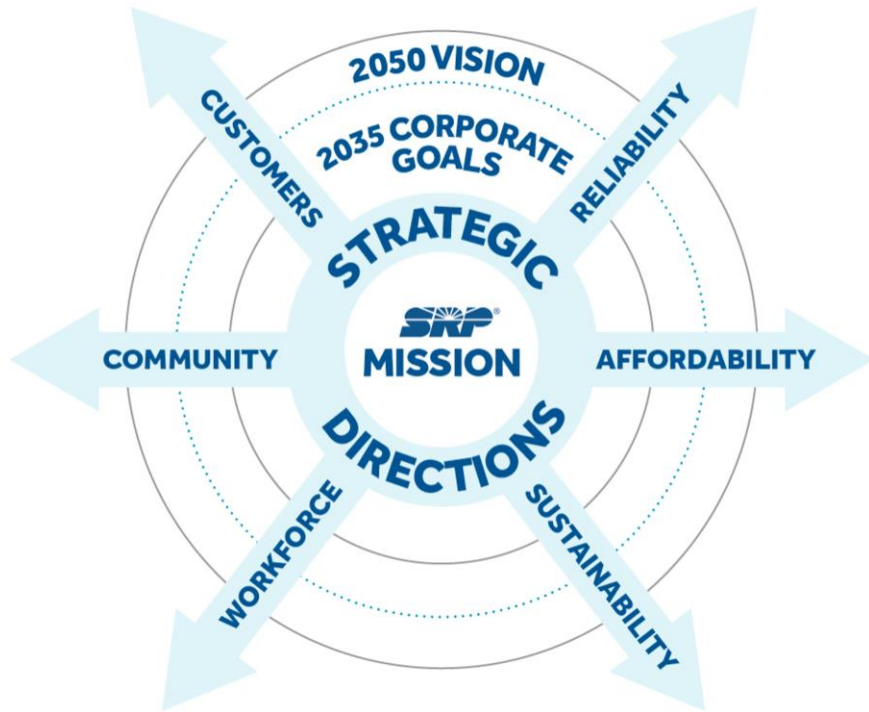 2050 VISION
2035 CORPORATE
GOALS
CUSTOMERS
RELIABILITY
STRATEGIC
SRP®
MISSION
COMMUNITY
AFFORDABILITY
DIRECTIONS
WORKFORCE
SUSTAINABILITY